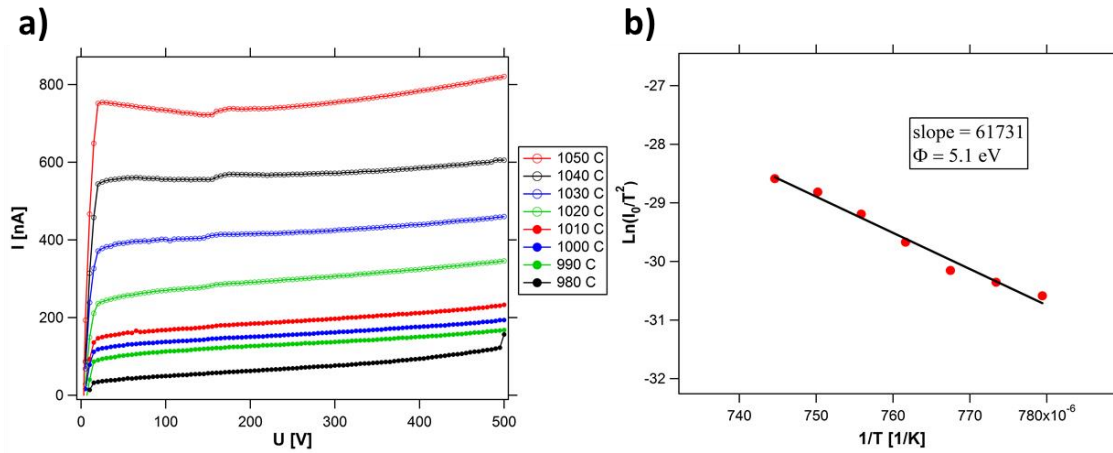 a)
I [nA]
800
600
400
200
0
0
100
200
300
400
500
U [V]
1050 C
1040 C
1030 C
1020 C
1010 C
1000 C
990 C
980 C
b)
Ln(I₀/T²)
-27
-28
-29
-30
-31
-32
slope = 61731
Φ = 5.1 eV
740
750
760
770
780x10⁻⁶
1/T [1/K]